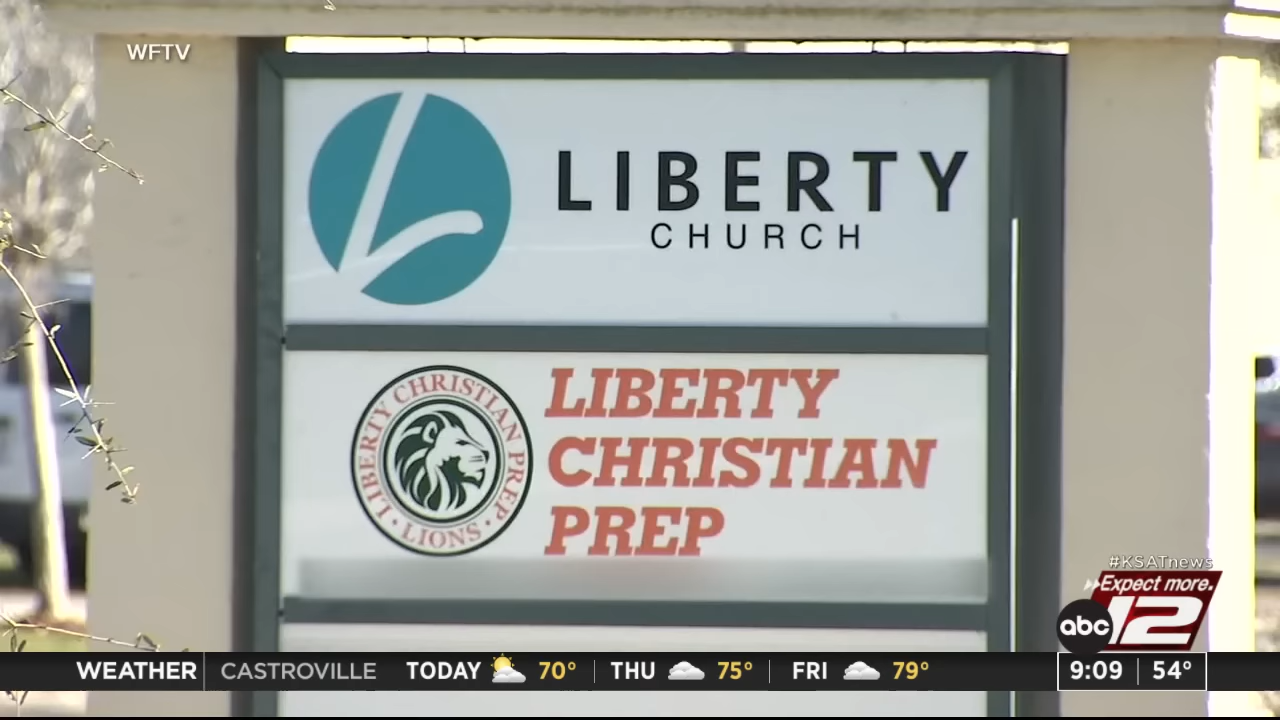 WFTV
LIBERTY
CHURCH
LIBERTY CHRISTIAN PREP
• LIONS •
LIBERTY
CHRISTIAN
PREP
#KSATnews
Expect more.
abc 12
WEATHER CASTROVILLE TODAY 70° THU 75° FRI 79° 9:09 54°